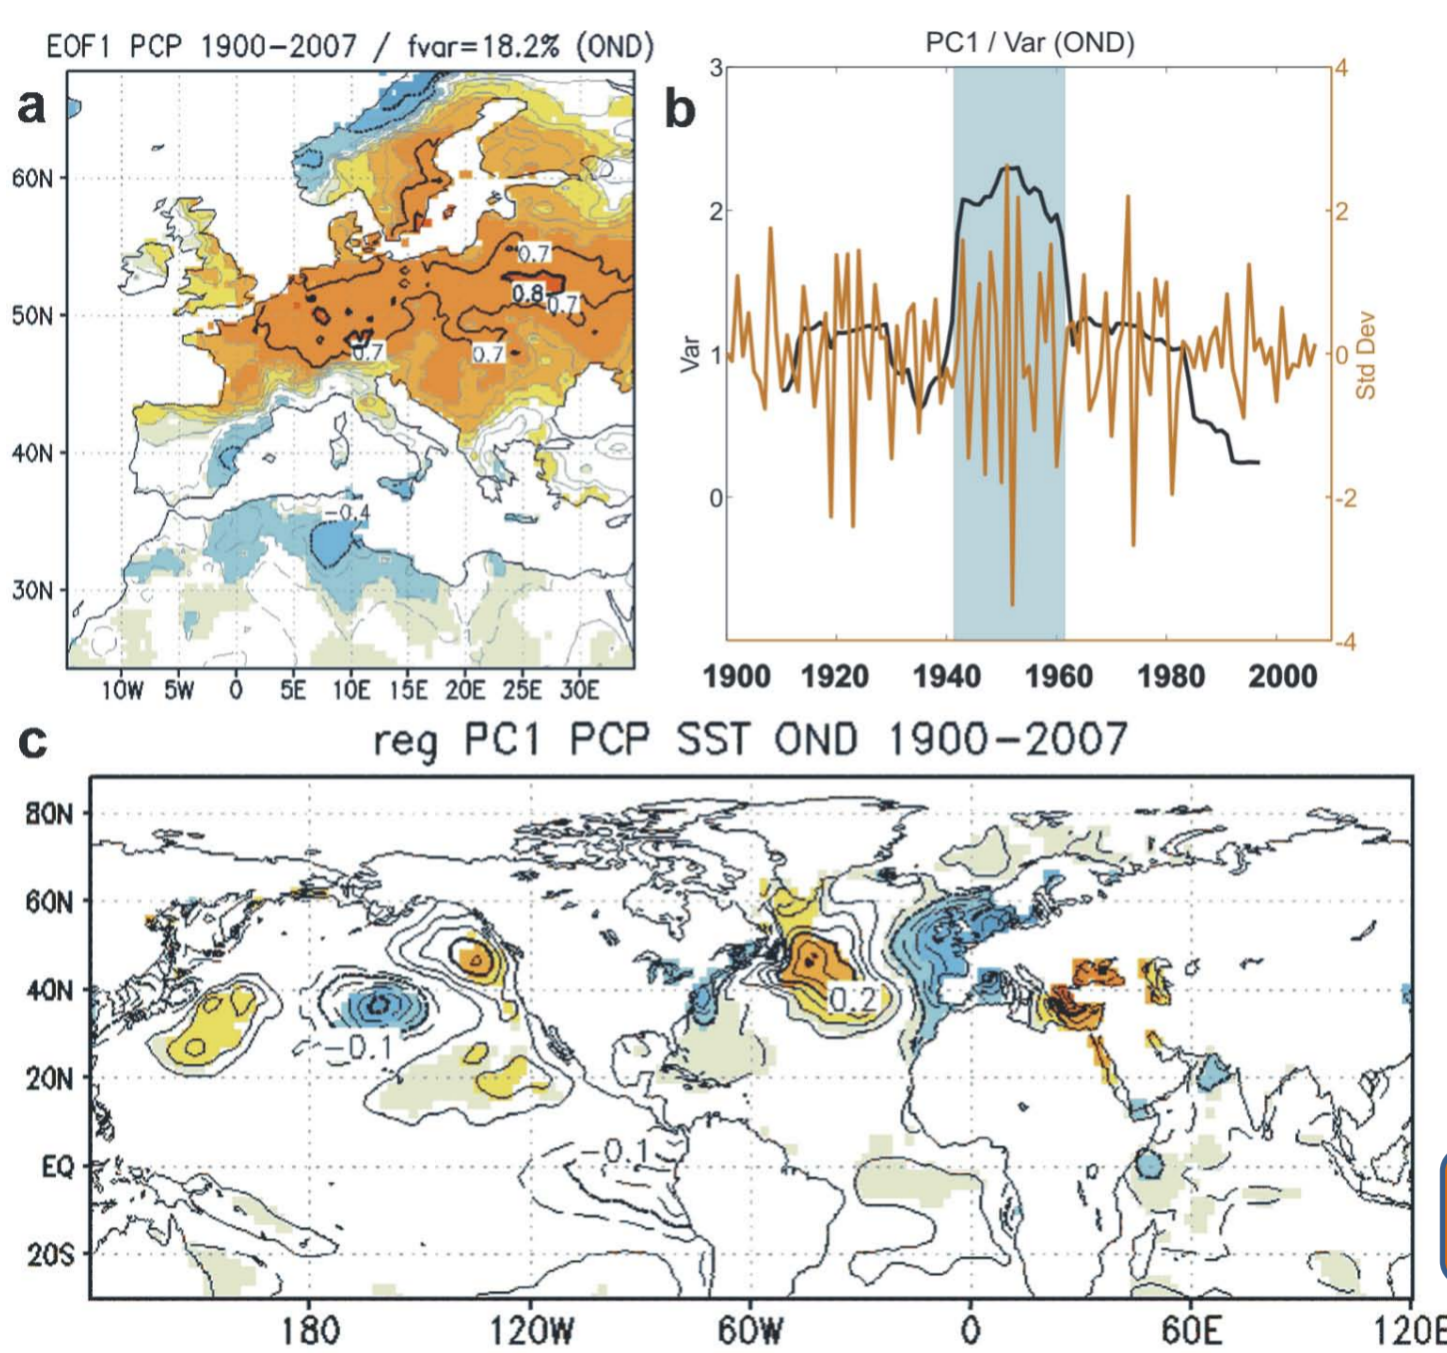 EOF1 PCP 1900-2007 / fvar=18.2% (OND)
a
60N
50N
40N
30N
0.7
0.8
0.7
0.7
0.7
-0.4
10W 5W 0 5E 10E 15E 20E 25E 30E
PC1 / Var (OND)
b
3
2
1
0
Var
4
2
0
-2
-4
Std Dev
1900 1920 1940 1960 1980 2000
c
reg PC1 PCP SST OND 1900-2007
80N
60N
40N
20N
EQ
20S
0.2
-0.1
-0.1
180 120W 60W 0 60E 120E